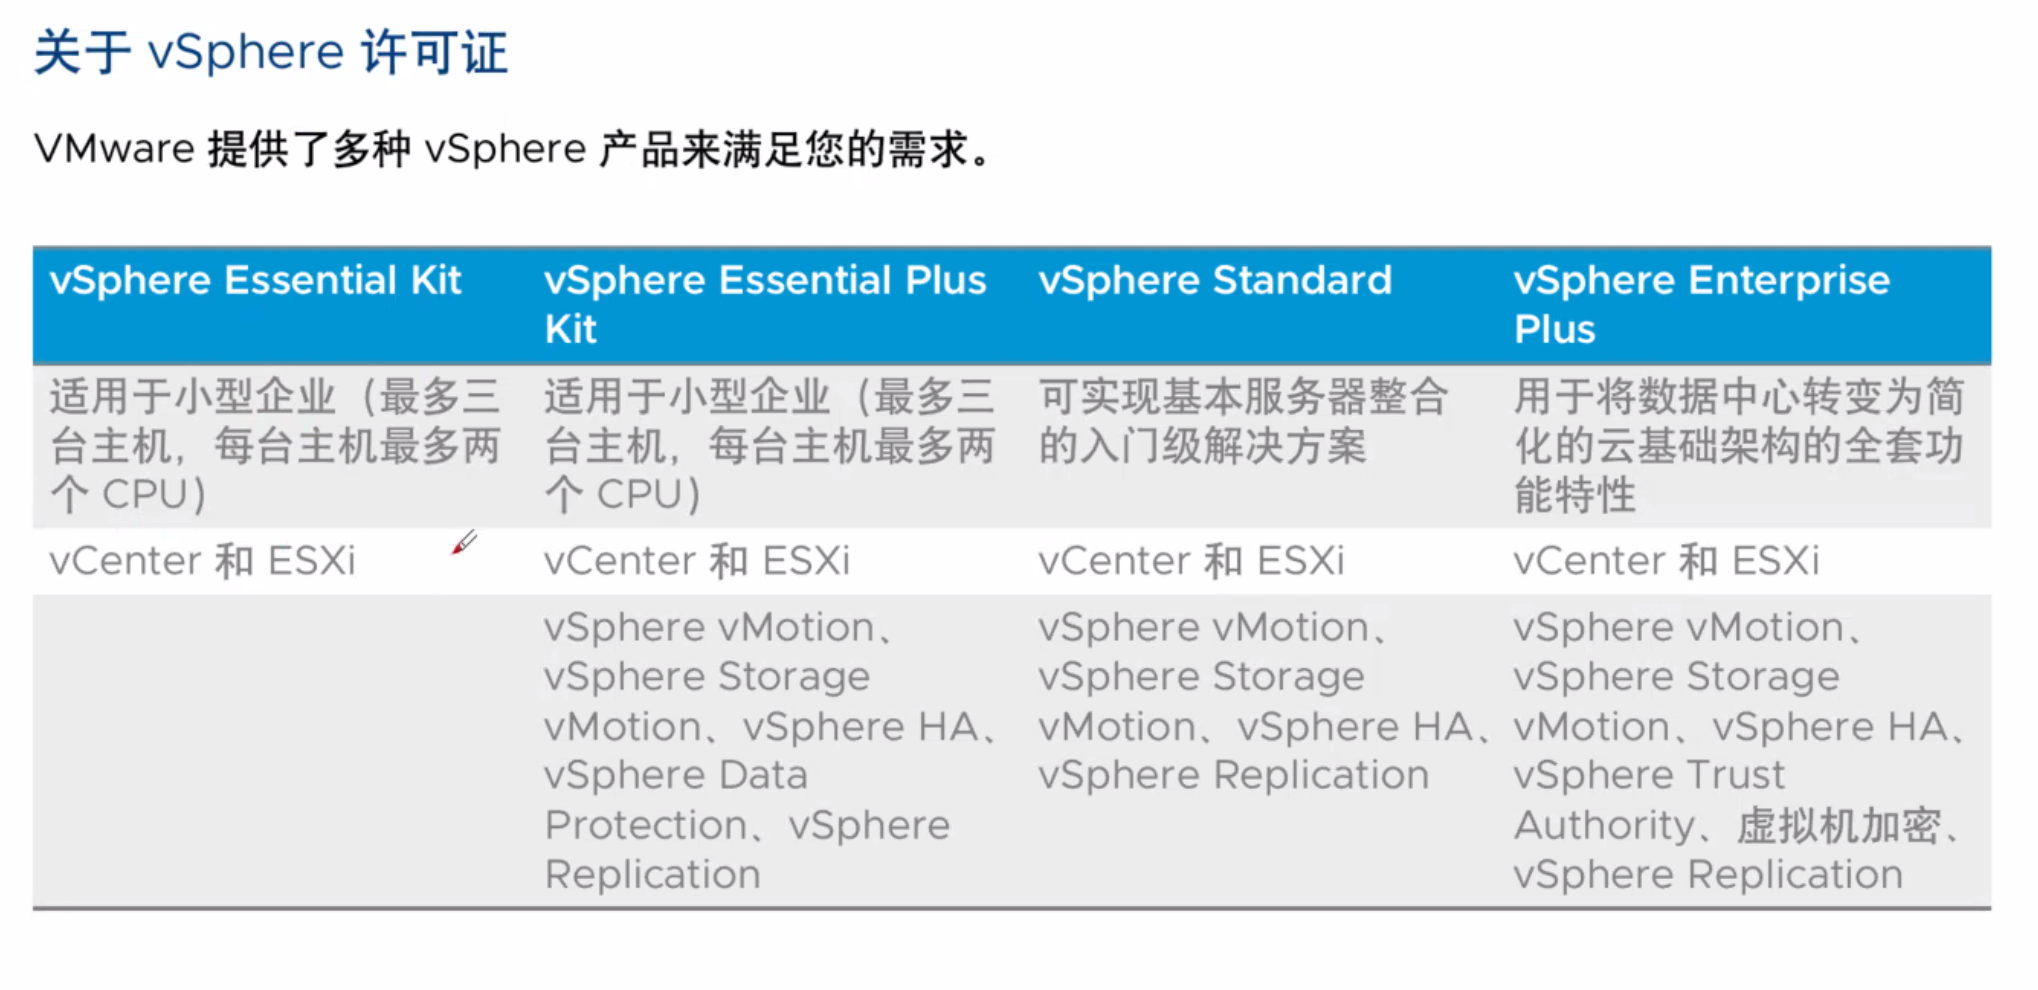 关于 vSphere 许可证
VMware 提供了多种 vSphere 产品来满足您的需求。
vSphere Essential Kit
vSphere Essential Plus
Kit
vSphere Standard
vSphere Enterprise
Plus
适用于小型企业（最多三
台主机，每台主机最多两
个 CPU）
适用于小型企业（最多三
台主机，每台主机最多两
个 CPU）
可实现基本服务器整合
的入门级解决方案
用于将数据中心转变为简
化的云基础架构的全套功
能特性
vCenter 和 ESXi
vCenter 和 ESXi
vCenter 和 ESXi
vCenter 和 ESXi
vSphere vMotion、
vSphere Storage
vMotion、vSphere HA、
vSphere Data
Protection、vSphere
Replication
vSphere vMotion、
vSphere Storage
vMotion、vSphere HA、
vSphere Replication
vSphere vMotion、
vSphere Storage
vMotion、vSphere HA、
vSphere Trust
Authority、虚拟机加密、
vSphere Replication